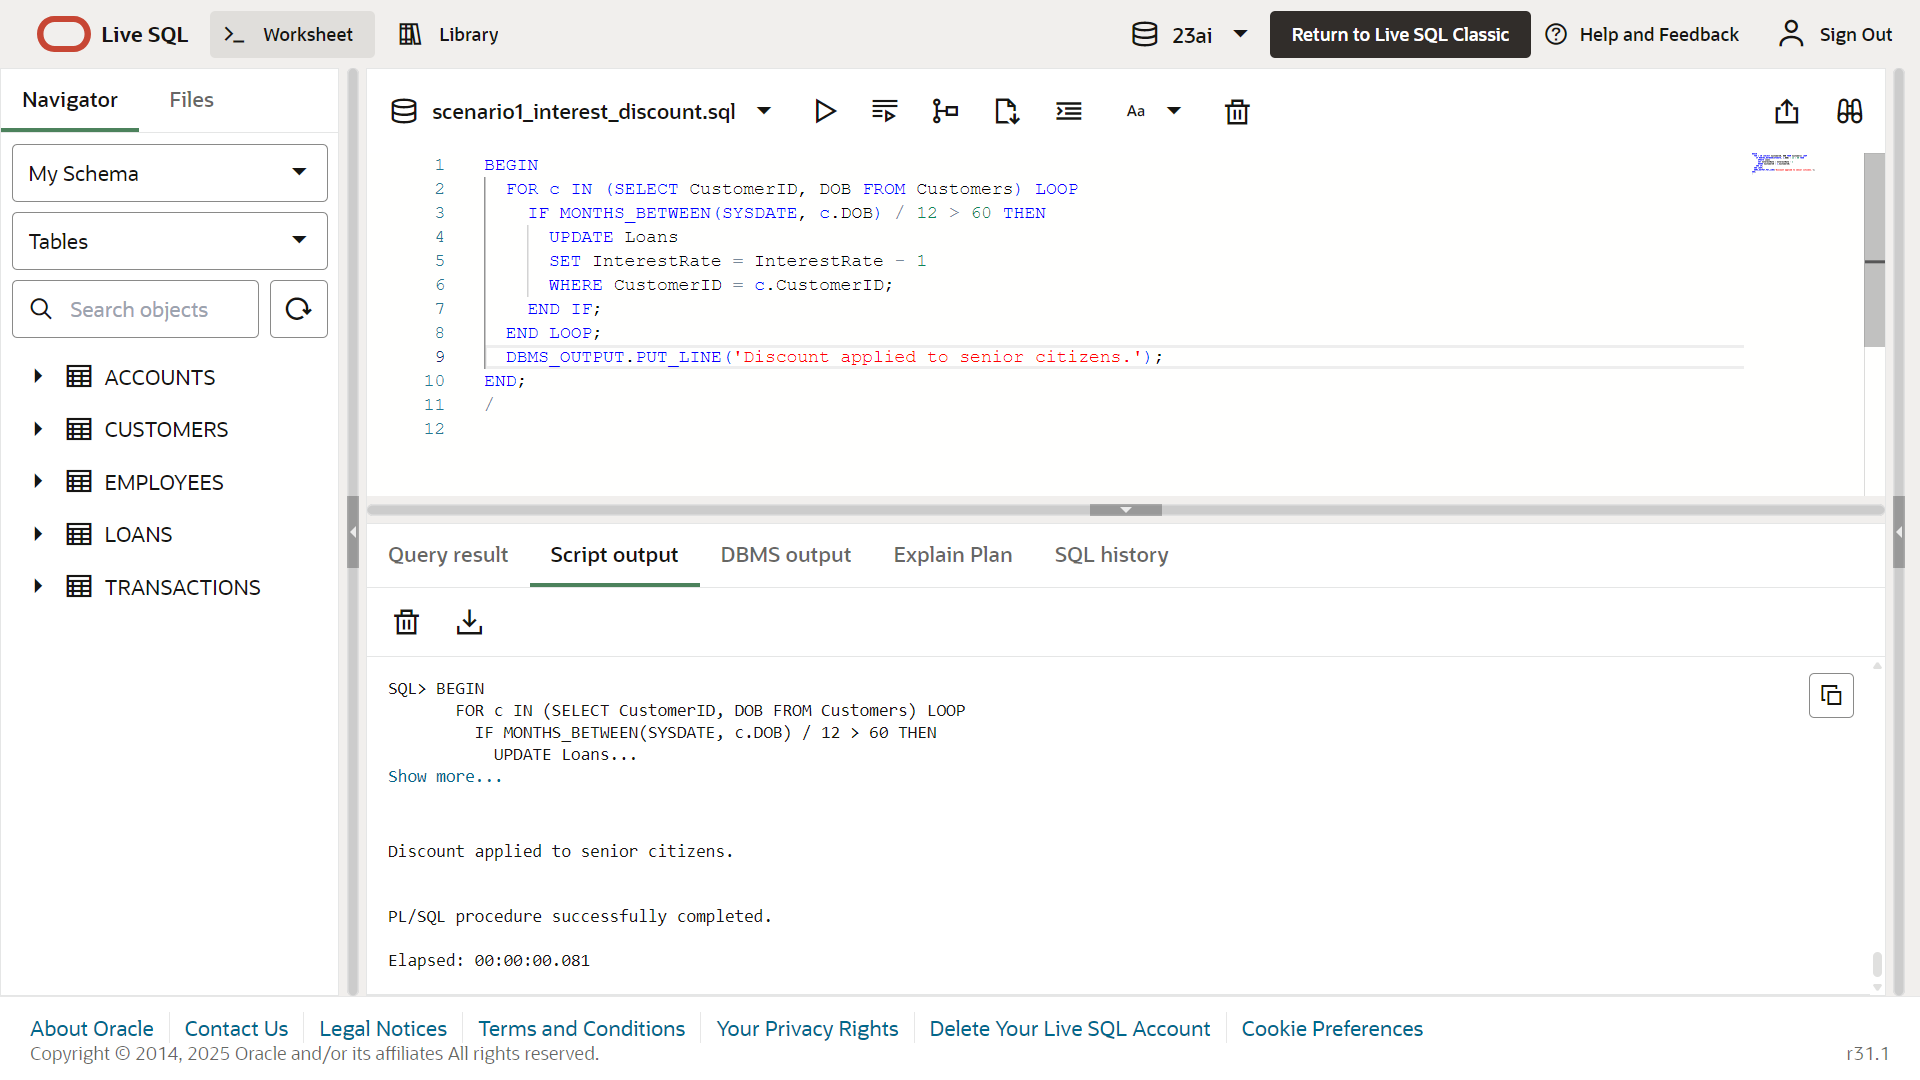 Live SQL
Worksheet
Library
23ai
Return to Live SQL Classic
Help and Feedback
Sign Out
Navigator
Files
My Schema
Tables
Search objects
ACCOUNTS
CUSTOMERS
EMPLOYEES
LOANS
TRANSACTIONS
scenario1_interest_discount.sql
Aa
1 BEGIN
2 FOR c IN (SELECT CustomerID, DOB FROM Customers) LOOP
3 IF MONTHS_BETWEEN(SYSDATE, c.DOB) / 12 > 60 THEN
4 UPDATE Loans
5 SET InterestRate = InterestRate - 1
6 WHERE CustomerID = c.CustomerID;
7 END IF;
8 END LOOP;
9 DBMS_OUTPUT.PUT_LINE('Discount applied to senior citizens.');
10 END;
11 /
12
Query result
Script output
DBMS output
Explain Plan
SQL history
SQL> BEGIN
FOR c IN (SELECT CustomerID, DOB FROM Customers) LOOP
IF MONTHS_BETWEEN(SYSDATE, c.DOB) / 12 > 60 THEN
UPDATE Loans...
Show more...
Discount applied to senior citizens.
PL/SQL procedure successfully completed.
Elapsed: 00:00:00.081
About Oracle
Contact Us
Legal Notices
Terms and Conditions
Your Privacy Rights
Delete Your Live SQL Account
Cookie Preferences
Copyright © 2014, 2025 Oracle and/or its affiliates All rights reserved.
r31.1